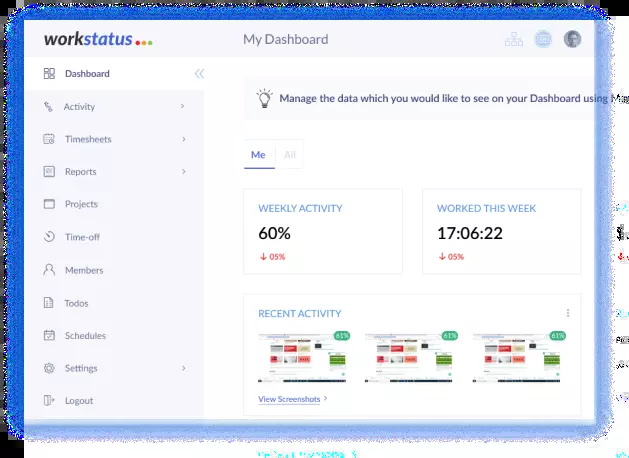 workstatus
My Dashboard
Dashboard
Activity
Timesheets
Reports
Projects
Time-off
Members
Todos
Schedules
Settings
Logout
Manage the data which you would like to see on your Dashboard using
Me
All
WEEKLY ACTIVITY
60%
05%
WORKED THIS WEEK
17:06:22
05%
RECENT ACTIVITY
61%
61%
61%
View Screenshots